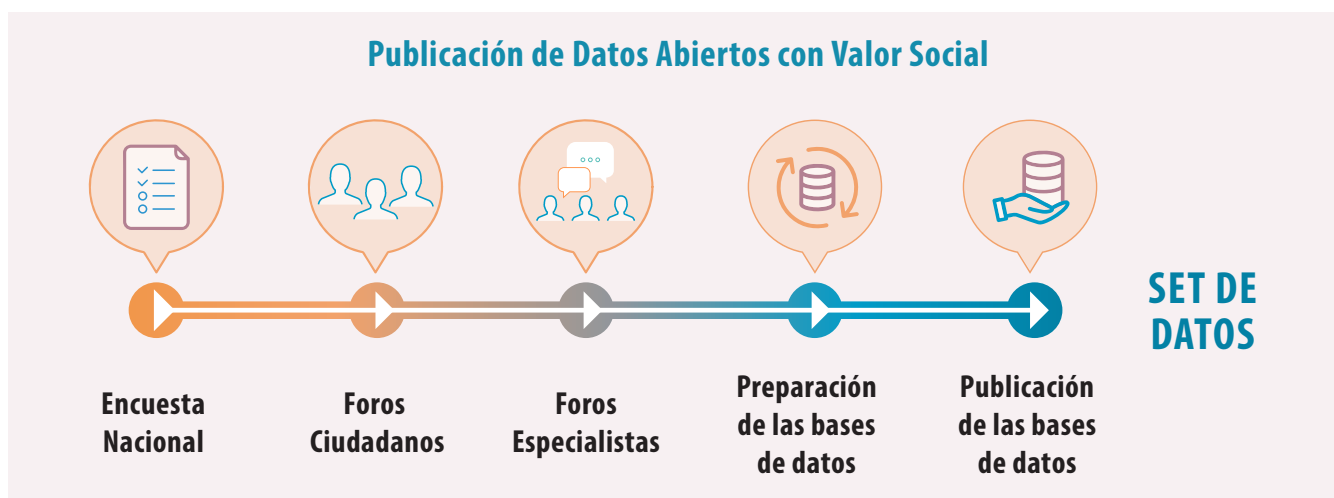 Publicación de Datos Abiertos con Valor Social
SET DE
DATOS
Encuesta
Nacional
Foros
Ciudadanos
Foros
Especialistas
Preparación
de las bases
de datos
Publicación
de las bases
de datos